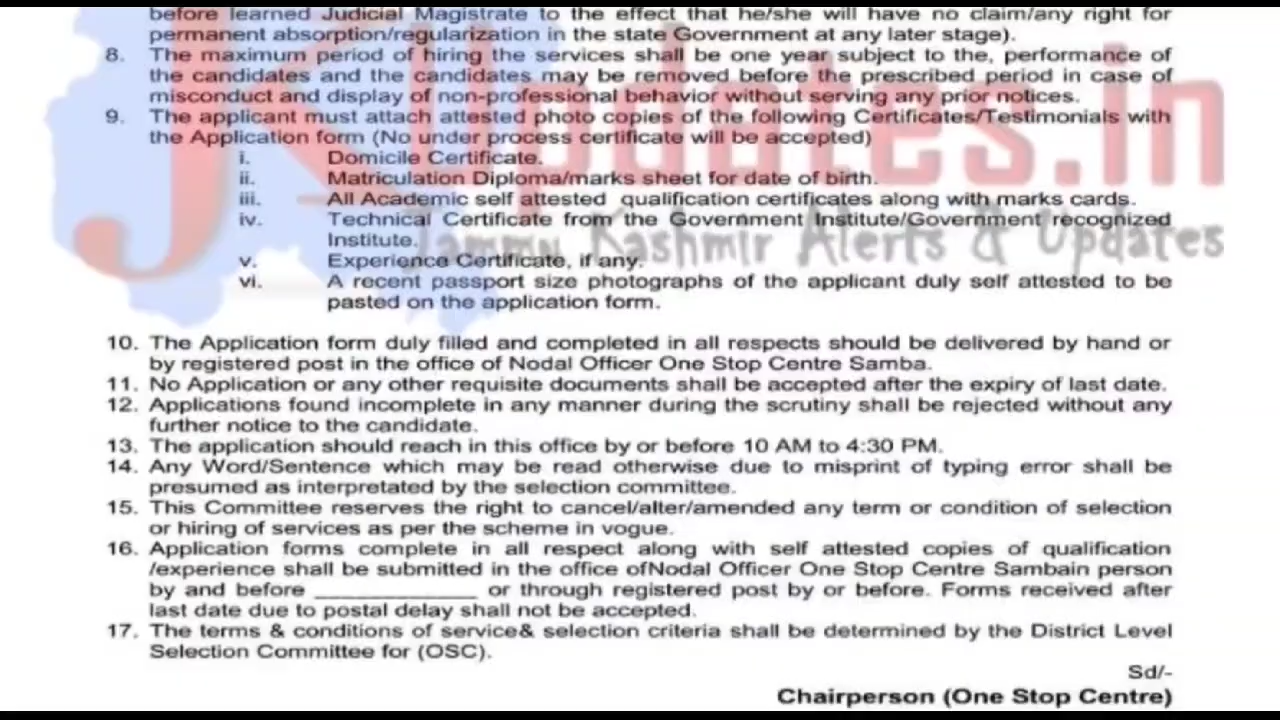 before learned Judicial Magistrate to the effect that he/she will have no claim/any right for
permanent absorption/regularization in the state Government at any later stage).
8. The maximum period of hiring the services shall be one year subject to the, performance of
the candidates and the candidates may be removed before the prescribed period in case of
misconduct and display of non-professional behavior without serving any prior notices.
9. The applicant must attach attested photo copies of the following Certificates/Testimonials with
the Application form (No under process certificate will be accepted)
i. Domicile Certificate.
ii. Matriculation Diploma/marks sheet for date of birth.
iii. All Academic self attested qualification certificates along with marks cards.
iv. Technical Certificate from the Government Institute/Government recognized
Institute.
v. Experience Certificate, if any.
vi. A recent passport size photographs of the applicant duly self attested to be
pasted on the application form.
JKUpdates.in
Jammu Kashmir Alerts & Updates
10. The Application form duly filled and completed in all respects should be delivered by hand or
by registered post in the office of Nodal Officer One Stop Centre Samba.
11. No Application or any other requisite documents shall be accepted after the expiry of last date.
12. Applications found incomplete in any manner during the scrutiny shall be rejected without any
further notice to the candidate.
13. The application should reach in this office by or before 10 AM to 4:30 PM.
14. Any Word/Sentence which may be read otherwise due to misprint of typing error shall be
presumed as interpretated by the selection committee.
15. This Committee reserves the right to cancel/alter/amended any term or condition of selection
or hiring of services as per the scheme in vogue.
16. Application forms complete in all respect along with self attested copies of qualification
/experience shall be submitted in the office ofNodal Officer One Stop Centre Sambain person
by and before ______________ or through registered post by or before. Forms received after
last date due to postal delay shall not be accepted.
17. The terms & conditions of service& selection criteria shall be determined by the District Level
Selection Committee for (OSC).
Sd/-
Chairperson (One Stop Centre)